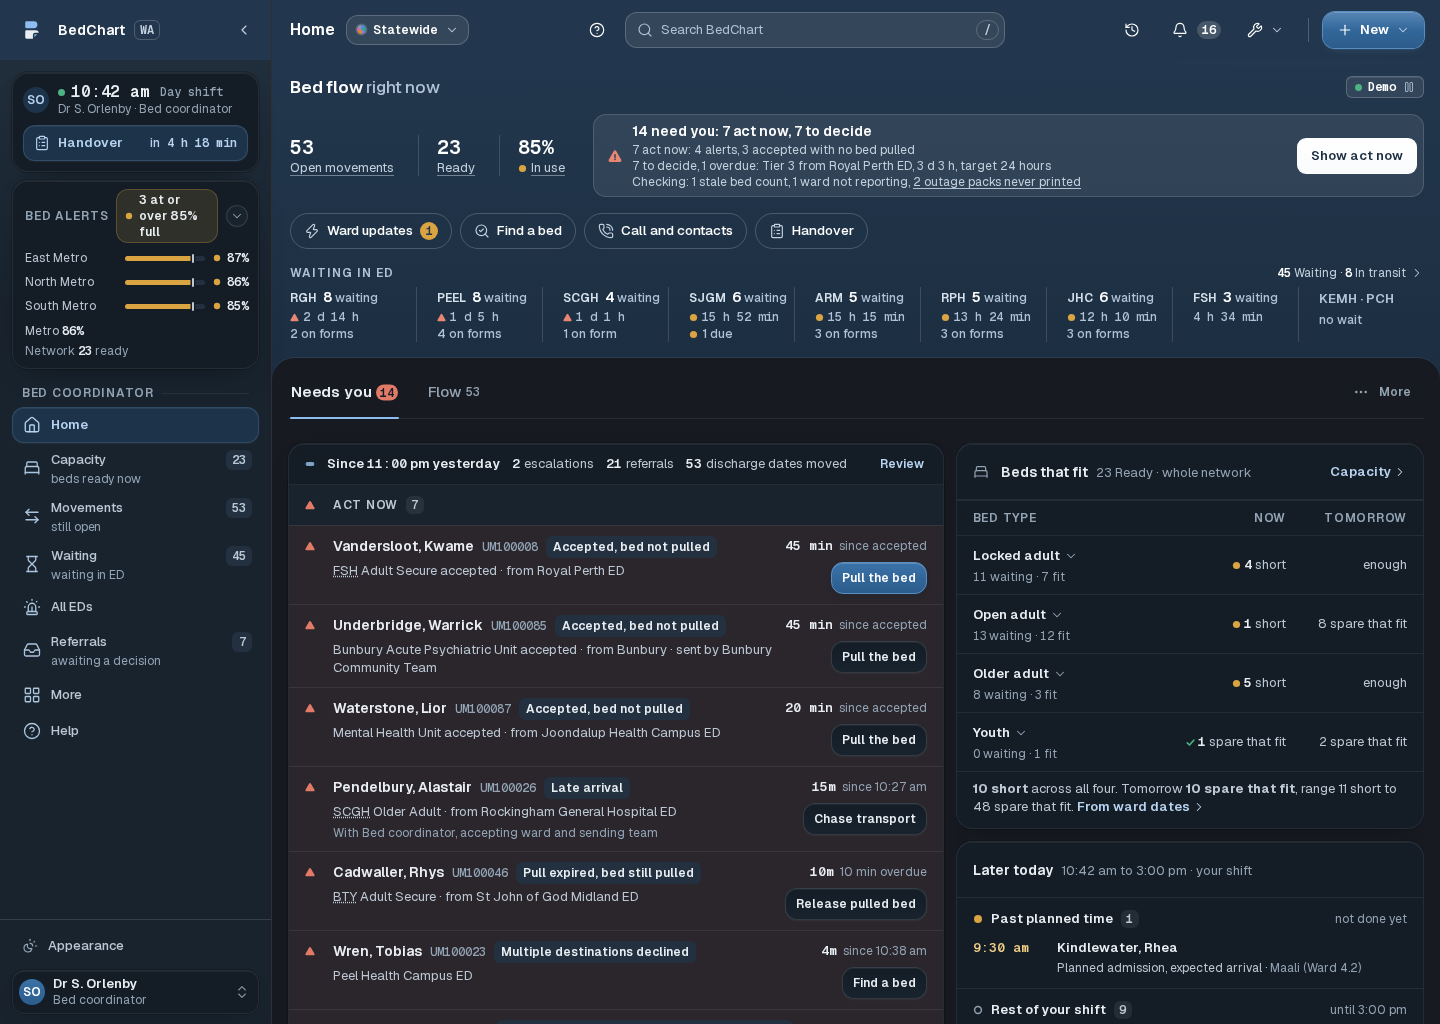 BedChart WA
Home
Statewide
Search BedChart /
16
New
SO
10:42 am Day shift
Dr S. Orlenby · Bed coordinator
Handover in 4 h 18 min
BED ALERTS
3 at or
over 85%
full
East Metro 87%
North Metro 86%
South Metro 85%
Metro 86%
Network 23 ready
BED COORDINATOR
Home
Capacity 23
beds ready now
Movements 53
still open
Waiting 45
waiting in ED
All EDs
Referrals 7
awaiting a decision
More
Help
Appearance
SO
Dr S. Orlenby
Bed coordinator
Bed flow right now
Demo
53
Open movements
23
Ready
85%
In use
14 need you: 7 act now, 7 to decide
7 act now: 4 alerts, 3 accepted with no bed pulled
7 to decide, 1 overdue: Tier 3 from Royal Perth ED, 3 d 3 h, target 24 hours
Checking: 1 stale bed count, 1 ward not reporting, 2 outage packs never printed
Show act now
Ward updates 1
Find a bed
Call and contacts
Handover
WAITING IN ED
45 Waiting · 8 In transit
RGH 8 waiting
2 d 14 h
2 on forms
PEEL 8 waiting
1 d 5 h
4 on forms
SCGH 4 waiting
1 d 1 h
1 on form
SJGM 6 waiting
15 h 52 min
1 due
ARM 5 waiting
15 h 15 min
3 on forms
RPH 5 waiting
13 h 24 min
3 on forms
JHC 6 waiting
12 h 10 min
3 on forms
FSH 3 waiting
4 h 34 min
KEMH · PCH
no wait
Needs you 14
Flow 53
More
Since 11:00 pm yesterday 2 escalations 21 referrals 53 discharge dates moved Review
ACT NOW 7
Vandersloot, Kwame UM100008 Accepted, bed not pulled 45 min since accepted
FSH Adult Secure accepted · from Royal Perth ED
Pull the bed
Underbridge, Warrick UM100085 Accepted, bed not pulled 45 min since accepted
Bunbury Acute Psychiatric Unit accepted · from Bunbury · sent by Bunbury
Community Team
Pull the bed
Waterstone, Lior UM100087 Accepted, bed not pulled 20 min since accepted
Mental Health Unit accepted · from Joondalup Health Campus ED
Pull the bed
Pendelbury, Alastair UM100026 Late arrival 15m since 10:27 am
SCGH Older Adult · from Rockingham General Hospital ED
With Bed coordinator, accepting ward and sending team
Chase transport
Cadwaller, Rhys UM100046 Pull expired, bed still pulled 10m 10 min overdue
BTY Adult Secure · from St John of God Midland ED
Release pulled bed
Wren, Tobias UM100023 Multiple destinations declined 4m since 10:38 am
Peel Health Campus ED
Find a bed
Beds that fit 23 Ready · whole network Capacity
BED TYPE NOW TOMORROW
Locked adult
11 waiting · 7 fit
4 short
enough
Open adult
13 waiting · 12 fit
1 short
8 spare that fit
Older adult
8 waiting · 3 fit
5 short
enough
Youth
0 waiting · 1 fit
1 spare that fit
2 spare that fit
10 short across all four. Tomorrow 10 spare that fit, range 11 short to
48 spare that fit. From ward dates
Later today 10:42 am to 3:00 pm · your shift
Past planned time 1 not done yet
9:30 am Kindlewater, Rhea
Planned admission, expected arrival · Maali (Ward 4.2)
Rest of your shift 9 until 3:00 pm